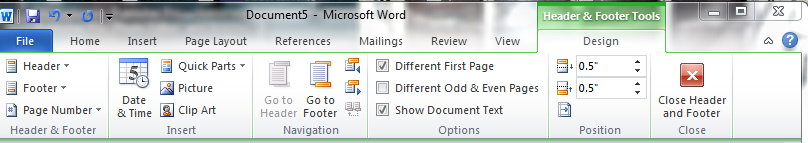 Document5 - Microsoft Word
Header & Footer Tools
File Home Insert Page Layout References Mailings Review View Design
Header
Footer
Page Number
Header & Footer
5
Date
& Time
Quick Parts
Picture
Clip Art
Insert
Go to
Header
Go to
Footer
Navigation
Different First Page
Different Odd & Even Pages
Show Document Text
Options
0.5"
0.5"
Position
Close Header
and Footer
Close